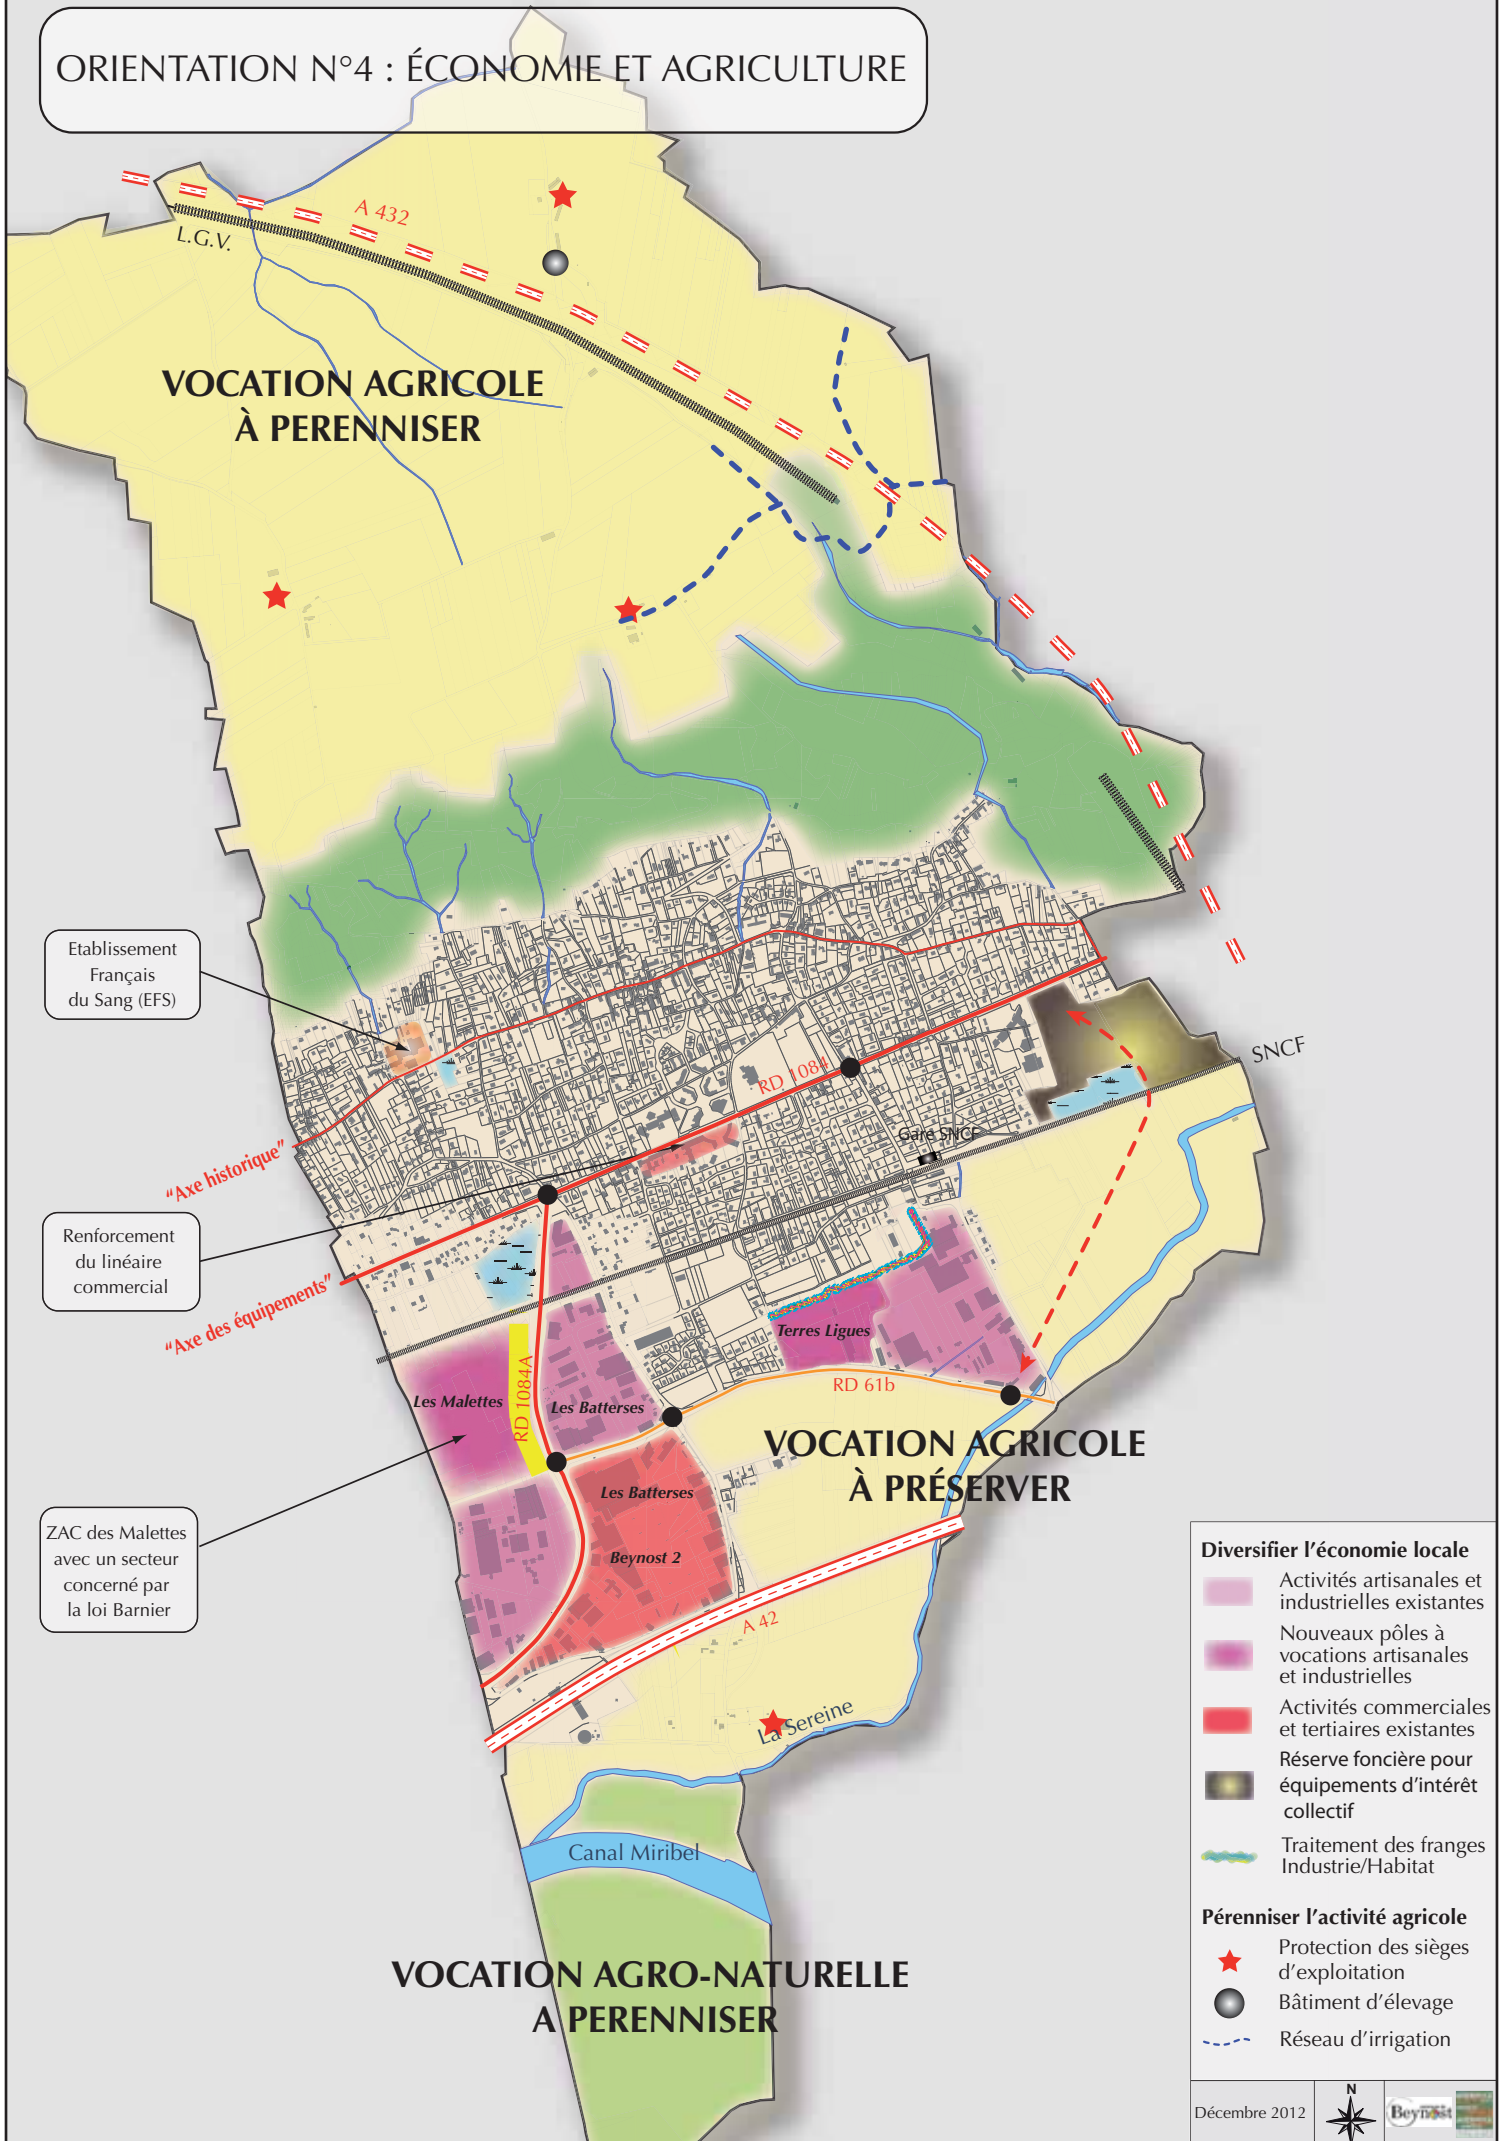 ORIENTATION N°4 : ÉCONOMIE ET AGRICULTURE
A 432
L.G.V.
VOCATION AGRICOLE
À PERENNISER
Etablissement
Français
du Sang (EFS)
SNCF
RD 1084
Gare SNCF
"Axe historique"
Renforcement
du linéaire
commercial
"Axe des équipements"
Terres Ligues
RD 1084A
Les Malettes
Les Batterses
RD 61b
VOCATION AGRICOLE
À PRÉSERVER
Les Batterses
Beynost 2
ZAC des Malettes
avec un secteur
concerné par
la loi Barnier
A 42
La Sereine
Canal Miribel
VOCATION AGRO-NATURELLE
A PERENNISER
Diversifier l'économie locale
Activités artisanales et
industrielles existantes
Nouveaux pôles à
vocations artisanales
et industrielles
Activités commerciales
et tertiaires existantes
Réserve foncière pour
équipements d'intérêt
collectif
Traitement des franges
Industrie/Habitat
Pérenniser l'activité agricole
Protection des sièges
d'exploitation
Bâtiment d'élevage
Réseau d'irrigation
Décembre 2012
N
Beynost